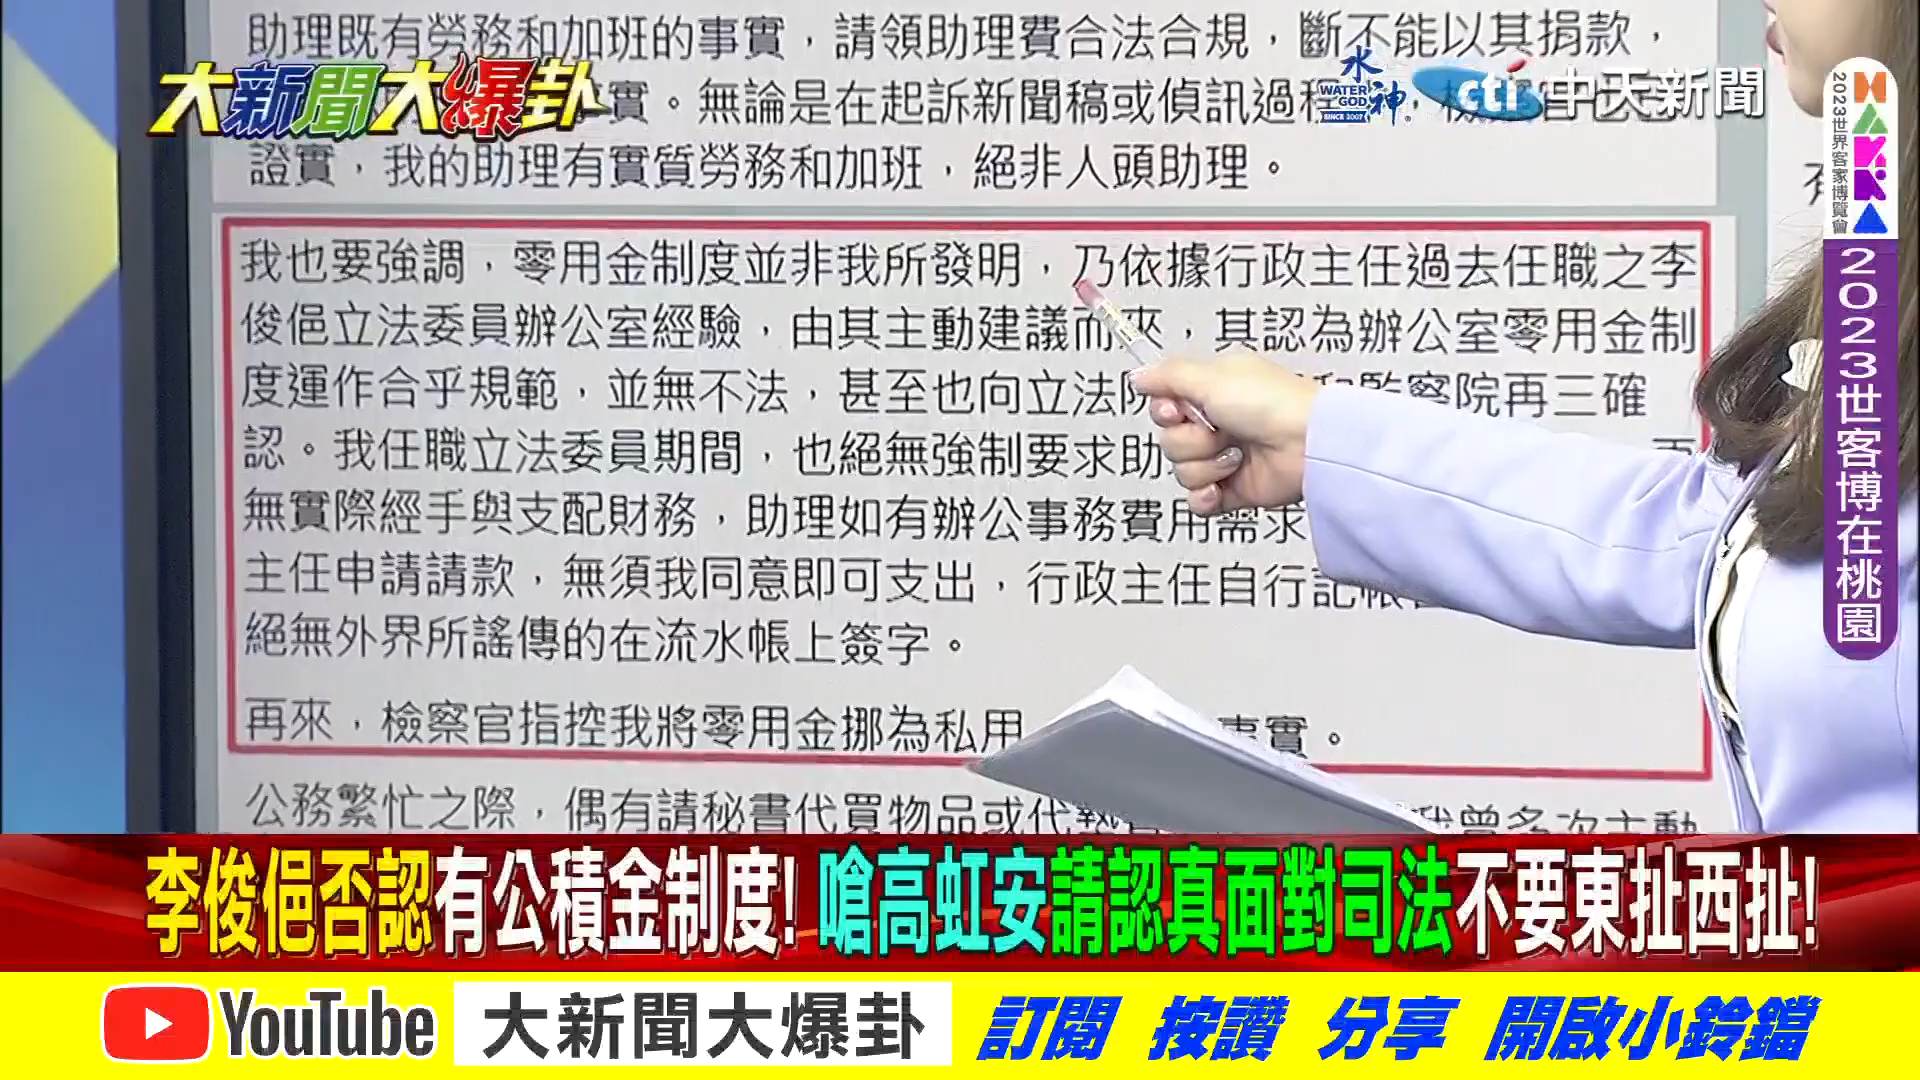 助理既有勞務和加班的事實，請領助理費合法合規，斷不能以其捐款，
大新聞大爆卦
實。無論是在起訴新聞稿或偵訊過程
水神
WATER GOD
SINCE 2007
cti 中天新聞
證實，我的助理有實質勞務和加班，絕非人頭助理。
我也要強調，零用金制度並非我所發明，乃依據行政主任過去任職之李
俊俋立法委員辦公室經驗，由其主動建議而來，其認為辦公室零用金制
度運作合乎規範，並無不法，甚至也向立法院 監察院再三確
認。我任職立法委員期間，也絕無強制要求助
無實際經手與支配財務，助理如有辦公事務費用需求
主任申請請款，無須我同意即可支出，行政主任自行記帳
絕無外界所謠傳的在流水帳上簽字。
再來，檢察官指控我將零用金挪為私用 事實。
公務繁忙之際，偶有請秘書代買物品或代 我曾多次主動
HAKKA
2023世界客家博覽會
2023世客博在桃園
李俊俋否認有公積金制度! 嗆高虹安請認真面對司法不要東扯西扯!
YouTube 大新聞大爆卦 訂閱 按讚 分享 開啟小鈴鐺